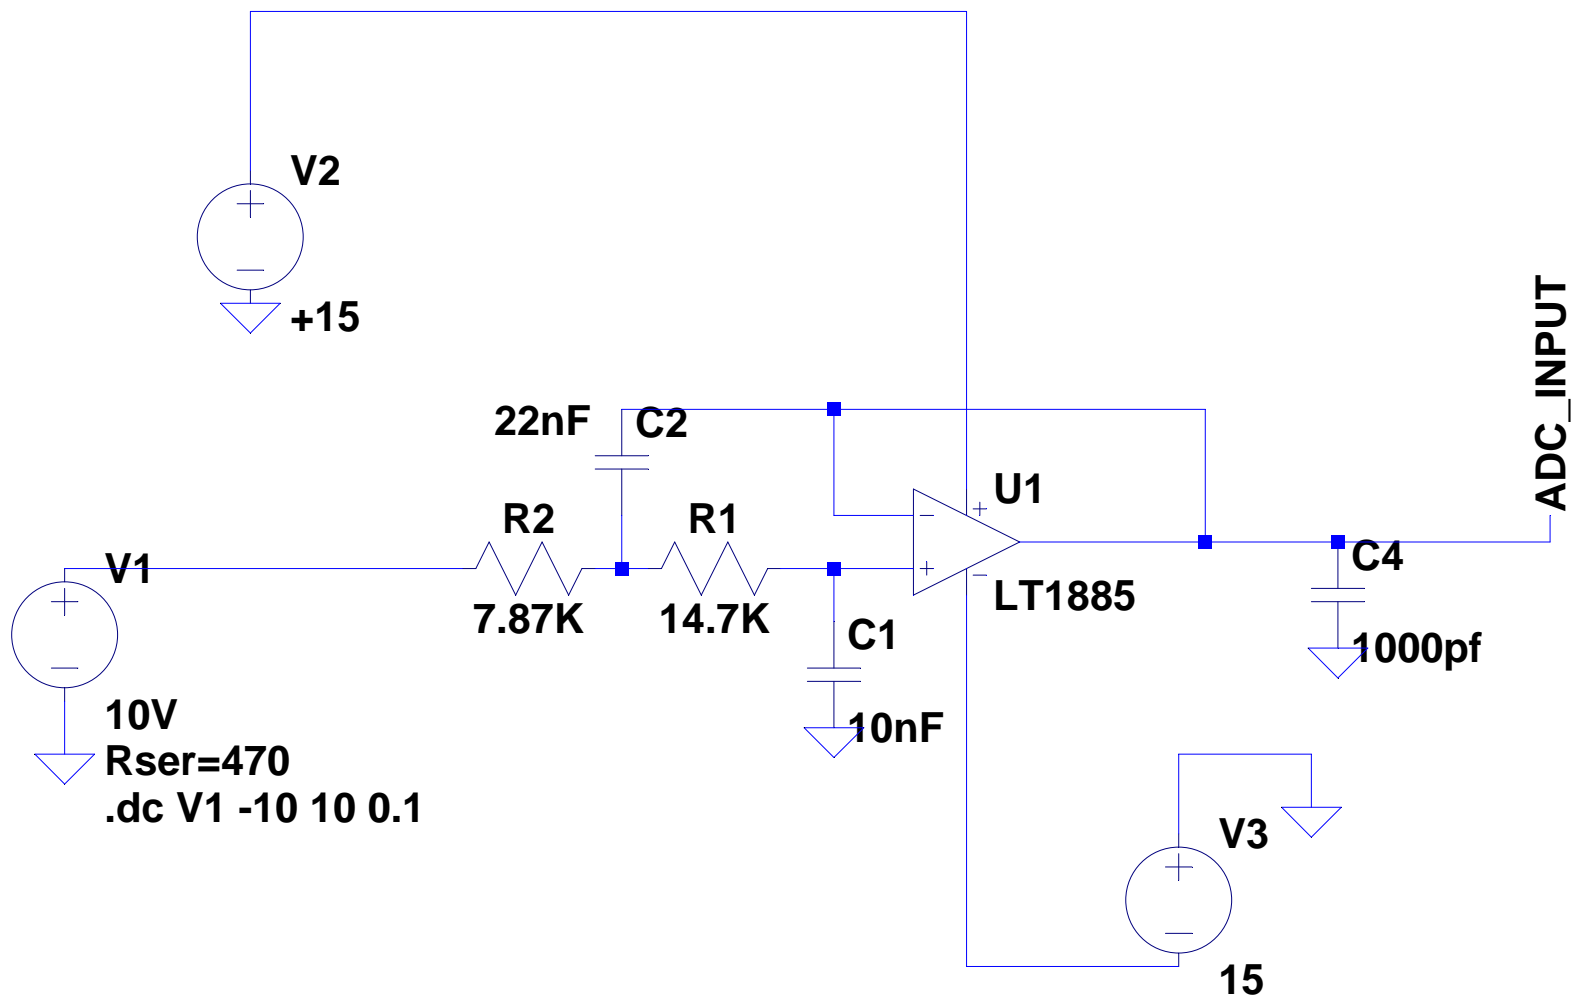 V2
+15
ADC_INPUT
22nF
C2
U1
R2
R1
V1
C4
7.87K
14.7K
LT1885
C1
1000pf
10V
10nF
Rser=470
.dc V1 -10 10 0.1
V3
15